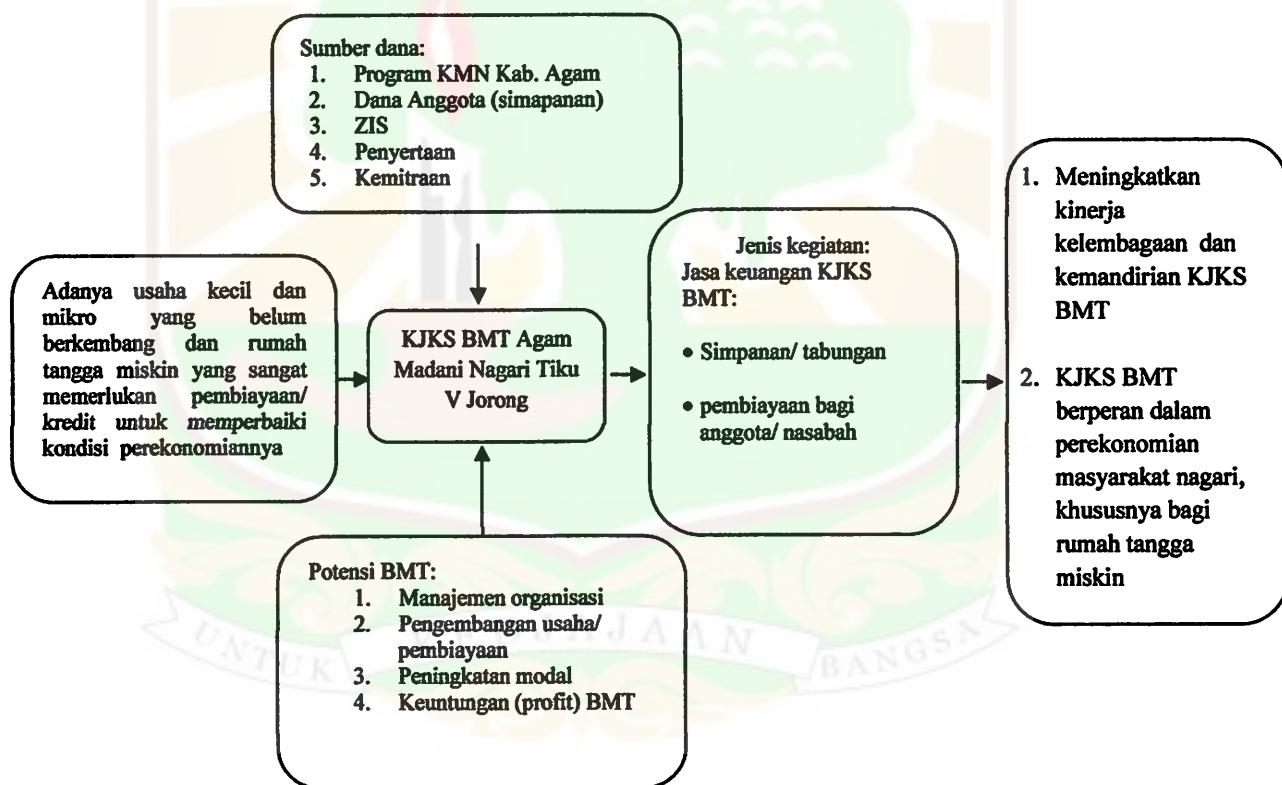 Sumber dana:
1. Program KMN Kab. Agam
2. Dana Anggota (simapanan)
3. ZIS
4. Penyertaan
5. Kemitraan
Adanya usaha kecil dan
mikro yang belum
berkembang dan rumah
tangga miskin yang sangat
memerlukan pembiayaan/
kredit untuk memperbaiki
kondisi perekonomiannya
KJKS BMT Agam
Madani Nagari Tiku
V Jorong
Jenis kegiatan:
Jasa keuangan KJKS
BMT:
• Simpanan/ tabungan
• pembiayaan bagi
anggota/ nasabah
1. Meningkatkan
kinerja
kelembagaan dan
kemandirian KJKS
BMT
2. KJKS BMT
berperan dalam
perekonomian
masyarakat nagari,
khususnya bagi
rumah tangga
miskin
Potensi BMT:
1. Manajemen organisasi
2. Pengembangan usaha/
pembiayaan
3. Peningkatan modal
4. Keuntungan (profit) BMT
UNTUK KEDJAJAAN BANGSA